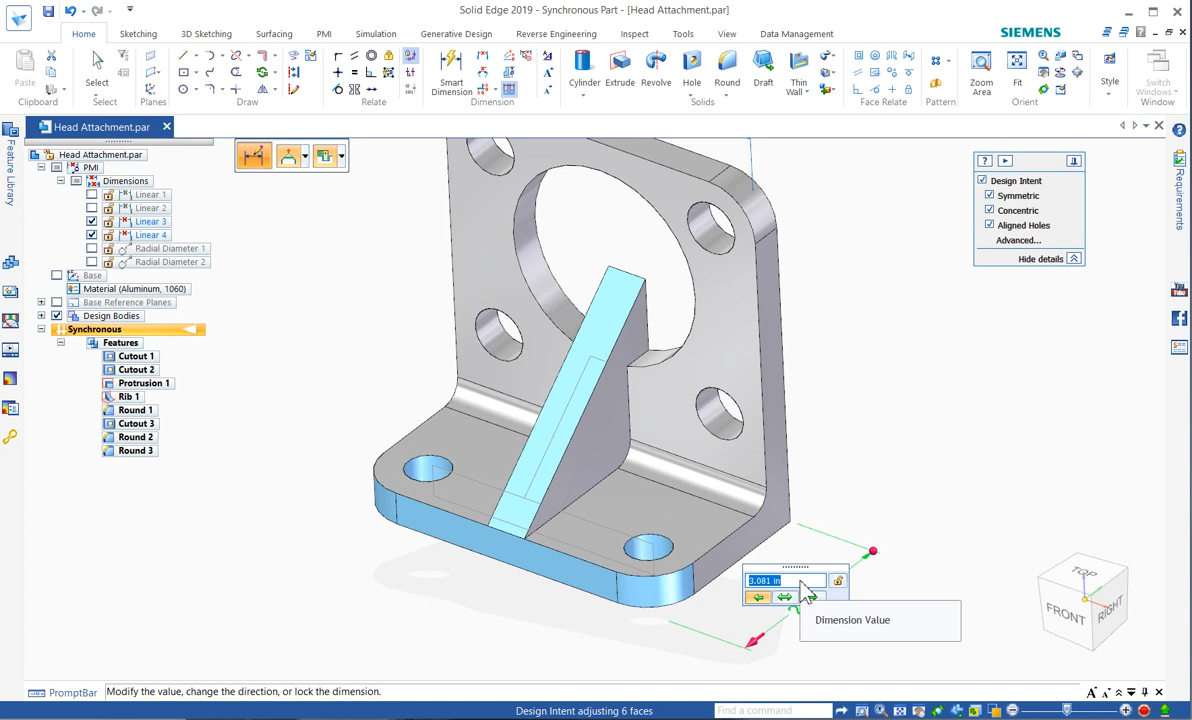 Solid Edge 2019 - Synchronous Part - [Head Attachment.par]
Home
Sketching
3D Sketching
Surfacing
PMI
Simulation
Generative Design
Reverse Engineering
Inspect
Tools
View
Data Management
SIEMENS
Paste
Clipboard
Select
Select
Planes
Draw
Relate
Smart
Dimension
Dimension
Cylinder
Extrude
Revolve
Hole
Round
Draft
Thin
Wall
Solids
Face Relate
Pattern
Zoom
Area
Fit
Orient
Style
Style
Switch
Windows
Window
Head Attachment.par
Feature Library
Requirements
Head Attachment.par
PMI
Dimensions
Linear 1
Linear 2
Linear 3
Linear 4
Radial Diameter 1
Radial Diameter 2
Base
Material (Aluminum, 1060)
Base Reference Planes
Design Bodies
Synchronous
Features
Cutout 1
Cutout 2
Protrusion 1
Rib 1
Round 1
Cutout 3
Round 2
Round 3
Design Intent
Symmetric
Concentric
Aligned Holes
Advanced...
Hide details
3.081 in
Dimension Value
TOP
FRONT
RIGHT
PromptBar
Modify the value, change the direction, or lock the dimension.
Design Intent adjusting 6 faces
Find a command